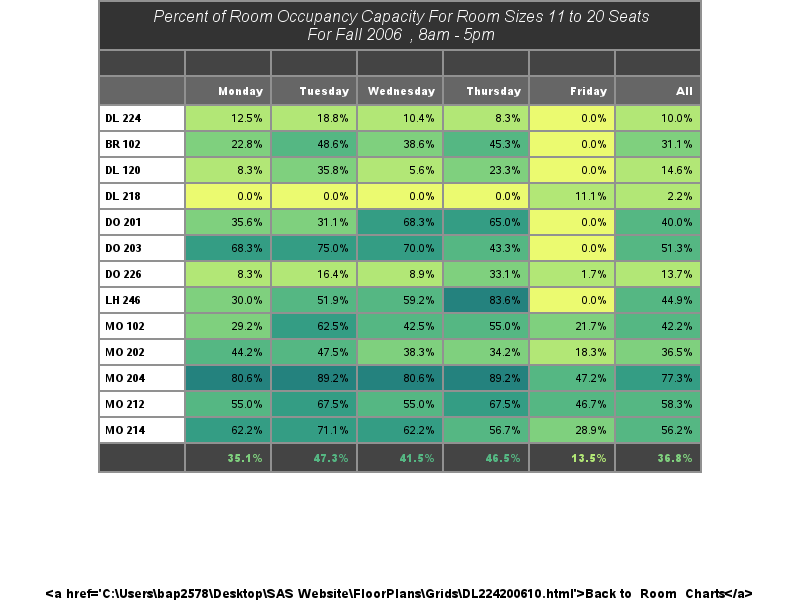 Percent of Room Occupancy Capacity For Room Sizes 11 to 20 Seats
For Fall 2006 , 8am - 5pm
Monday Tuesday Wednesday Thursday Friday All
DL 224 12.5% 18.8% 10.4% 8.3% 0.0% 10.0%
BR 102 22.8% 48.6% 38.6% 45.3% 0.0% 31.1%
DL 120 8.3% 35.8% 5.6% 23.3% 0.0% 14.6%
DL 218 0.0% 0.0% 0.0% 0.0% 11.1% 2.2%
DO 201 35.6% 31.1% 68.3% 65.0% 0.0% 40.0%
DO 203 68.3% 75.0% 70.0% 43.3% 0.0% 51.3%
DO 226 8.3% 16.4% 8.9% 33.1% 1.7% 13.7%
LH 246 30.0% 51.9% 59.2% 83.6% 0.0% 44.9%
MO 102 29.2% 62.5% 42.5% 55.0% 21.7% 42.2%
MO 202 44.2% 47.5% 38.3% 34.2% 18.3% 36.5%
MO 204 80.6% 89.2% 80.6% 89.2% 47.2% 77.3%
MO 212 55.0% 67.5% 55.0% 67.5% 46.7% 58.3%
MO 214 62.2% 71.1% 62.2% 56.7% 28.9% 56.2%
35.1% 47.3% 41.5% 46.5% 13.5% 36.8%
<a href='C:\Users\bap2578\Desktop\SAS Website\FloorPlans\Grids\DL224200610.html'>Back to Room Charts</a>